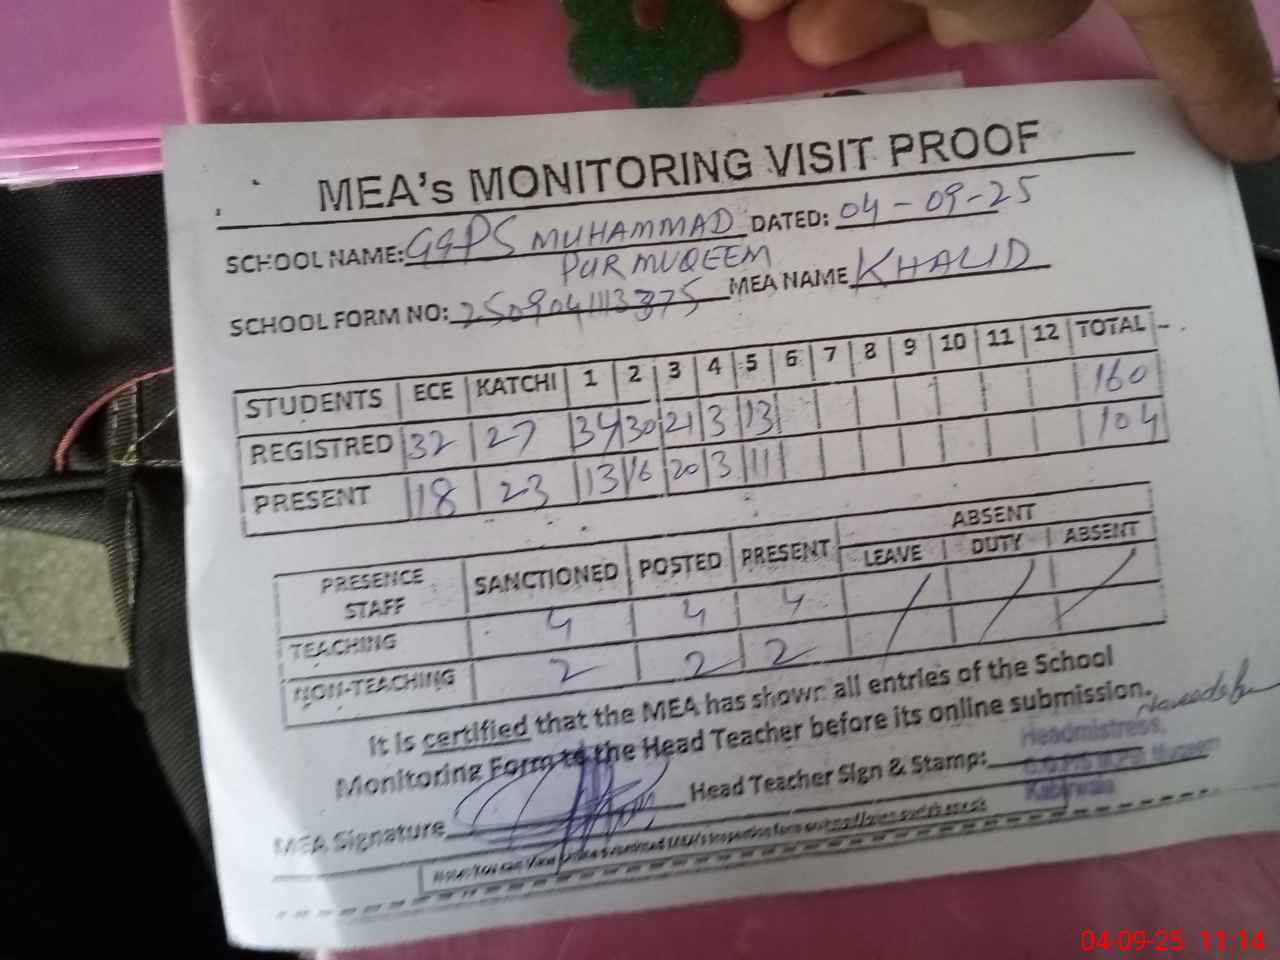 MEA's MONITORING VISIT PROOF
SCHOOL NAME: GGPS MUHAMMAD DATED: 04-09-25
PUR MUQEEM
SCHOOL FORM NO: 250904113375 MEA NAME KHALID
STUDENTS ECE KATCHI 1 2 3 4 5 6 7 8 9 10 11 12 TOTAL
REGISTRED 32 27 34 30 21 3 13 160
PRESENT 18 23 13 16 20 3 11 104
PRESENCE STAFF SANCTIONED POSTED PRESENT ABSENT
LEAVE DUTY ABSENT
TEACHING 4 4 4
NON-TEACHING 2 2 2
It is certified that the MEA has shown all entries of the School
Monitoring Form to the Head Teacher before its online submission.
MEA Signature Head Teacher Sign & Stamp:
Headmistress,
Kabirwala
04-09-25 11:14